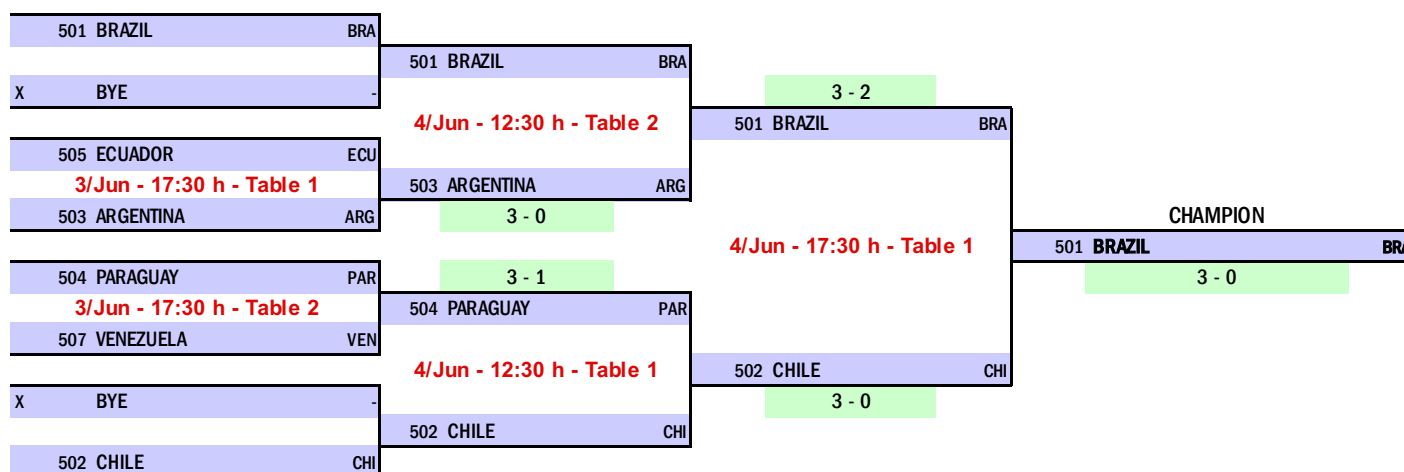 501 BRAZIL BRA
X BYE -
505 ECUADOR ECU
3/Jun - 17:30 h - Table 1
503 ARGENTINA ARG
504 PARAGUAY PAR
3/Jun - 17:30 h - Table 2
507 VENEZUELA VEN
X BYE -
502 CHILE CHI
501 BRAZIL BRA
4/Jun - 12:30 h - Table 2
503 ARGENTINA ARG
3 - 0
3 - 1
504 PARAGUAY PAR
4/Jun - 12:30 h - Table 1
502 CHILE CHI
3 - 2
501 BRAZIL BRA
4/Jun - 17:30 h - Table 1
502 CHILE CHI
3 - 0
CHAMPION
501 BRAZIL BRA
3 - 0